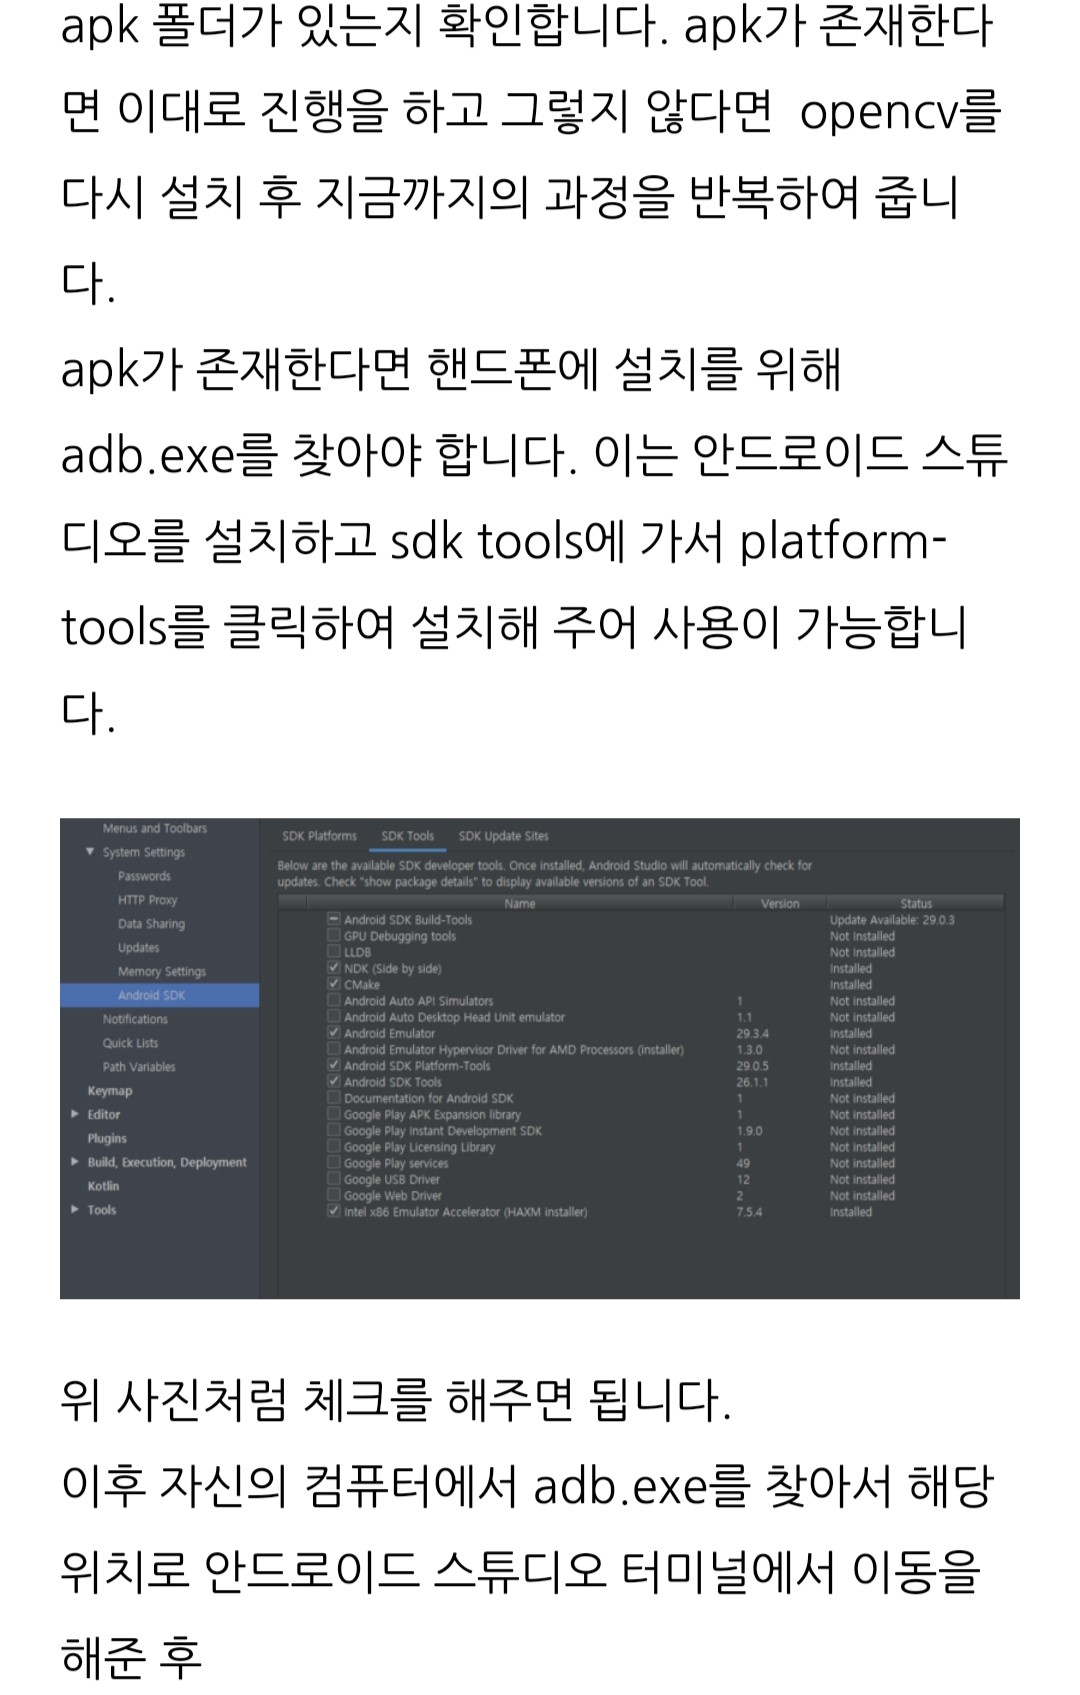 apk 폴더가 있는지 확인합니다. apk가 존재한다
면 이대로 진행을 하고 그렇지 않다면  opencv를
다시 설치 후 지금까지의 과정을 반복하여 줍니
다.
apk가 존재한다면 핸드폰에 설치를 위해
adb.exe를 찾아야 합니다. 이는 안드로이드 스튜
디오를 설치하고 sdk tools에 가서 platform-
tools를 클릭하여 설치해 주어 사용이 가능합니
다.
Menus and Toolbars
System Settings
Passwords
HTTP Proxy
Data Sharing
Updates
Memory Settings
Android SDK
Notifications
Quick Lists
Path Variables
Keymap
Editor
Plugins
Build, Execution, Deployment
Kotlin
Tools
SDK Platforms SDK Tools SDK Update Sites
Below are the available SDK developer tools. Once installed, Android Studio will automatically check for
updates. Check "show package details" to display available versions of an SDK Tool.
Name Version Status
Android SDK Build-Tools Update Available: 29.0.3
GPU Debugging tools Not installed
LLDB Not installed
NDK (Side by side) Installed
CMake Installed
Android Auto API Simulators 1 Not installed
Android Auto Desktop Head Unit emulator 1.1 Not installed
Android Emulator 29.3.4 Installed
Android Emulator Hypervisor Driver for AMD Processors (installer) 1.3.0 Not installed
Android SDK Platform-Tools 29.0.5 Installed
Android SDK Tools 26.1.1 Installed
Documentation for Android SDK 1 Not installed
Google Play APK Expansion library 1 Not installed
Google Play Instant Development SDK 1.9.0 Not installed
Google Play Licensing Library 1 Not installed
Google Play services 49 Not installed
Google USB Driver 12 Not installed
Google Web Driver 2 Not installed
Intel x86 Emulator Accelerator (HAXM installer) 7.5.4 Installed
위 사진처럼 체크를 해주면 됩니다.
이후 자신의 컴퓨터에서 adb.exe를 찾아서 해당
위치로 안드로이드 스튜디오 터미널에서 이동을
해준 후